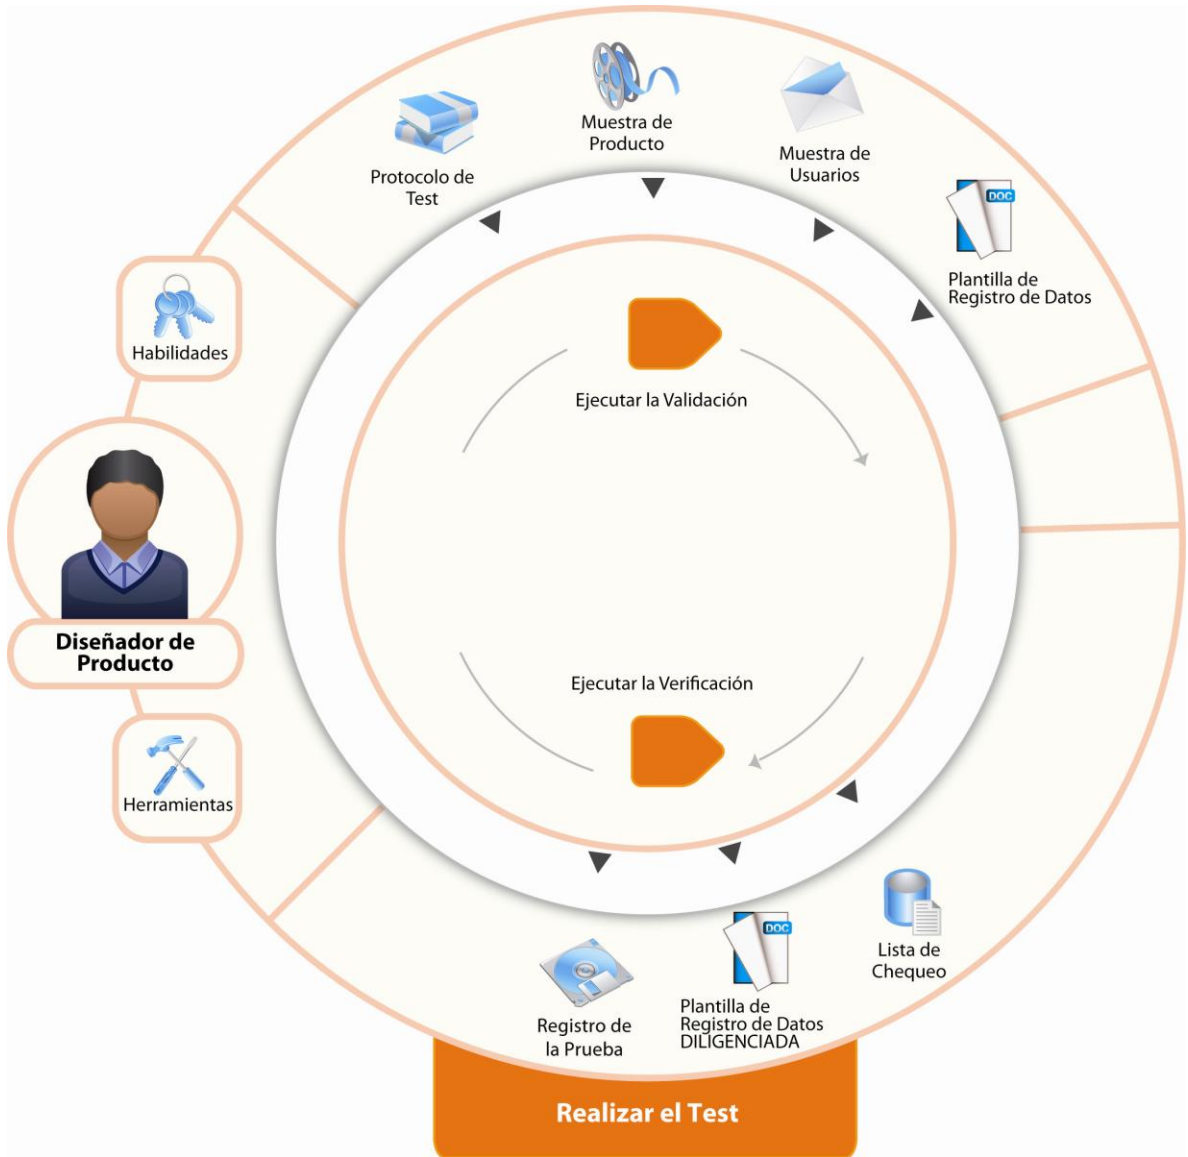 Muestra de
Producto
Muestra de
Usuarios
Protocolo de
Test
DOC
Plantilla de
Registro de Datos
Habilidades
Ejecutar la Validación
Diseñador de
Producto
Ejecutar la Verificación
Herramientas
DOC
Lista de
Chequeo
Plantilla de
Registro de Datos
DILIGENCIADA
Registro de
la Prueba
Realizar el Test